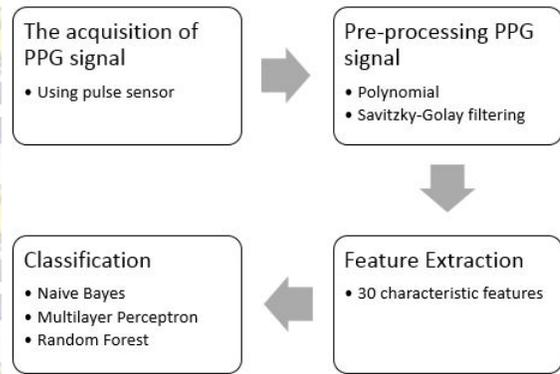 The acquisition of
PPG signal
• Using pulse sensor
Pre-processing PPG
signal
• Polynomial
• Savitzky-Golay filtering
Feature Extraction
• 30 characteristic features
Classification
• Naive Bayes
• Multilayer Perceptron
• Random Forest